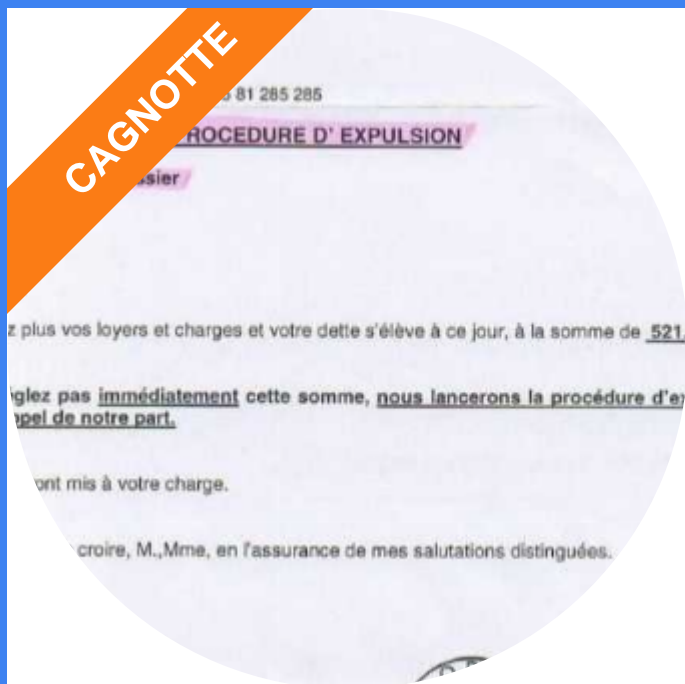 CAGNOTTE
81 285 285
ROCEDURE D' EXPULSION
ssier
z plus vos loyers et charges et votre dette s'élève à ce jour, à la somme de 521.
glez pas immédiatement cette somme, nous lancerons la procédure d'ex
ppel de notre part.
ont mis à votre charge.
croire, M.,Mme, en l'assurance de mes salutations distinguées.